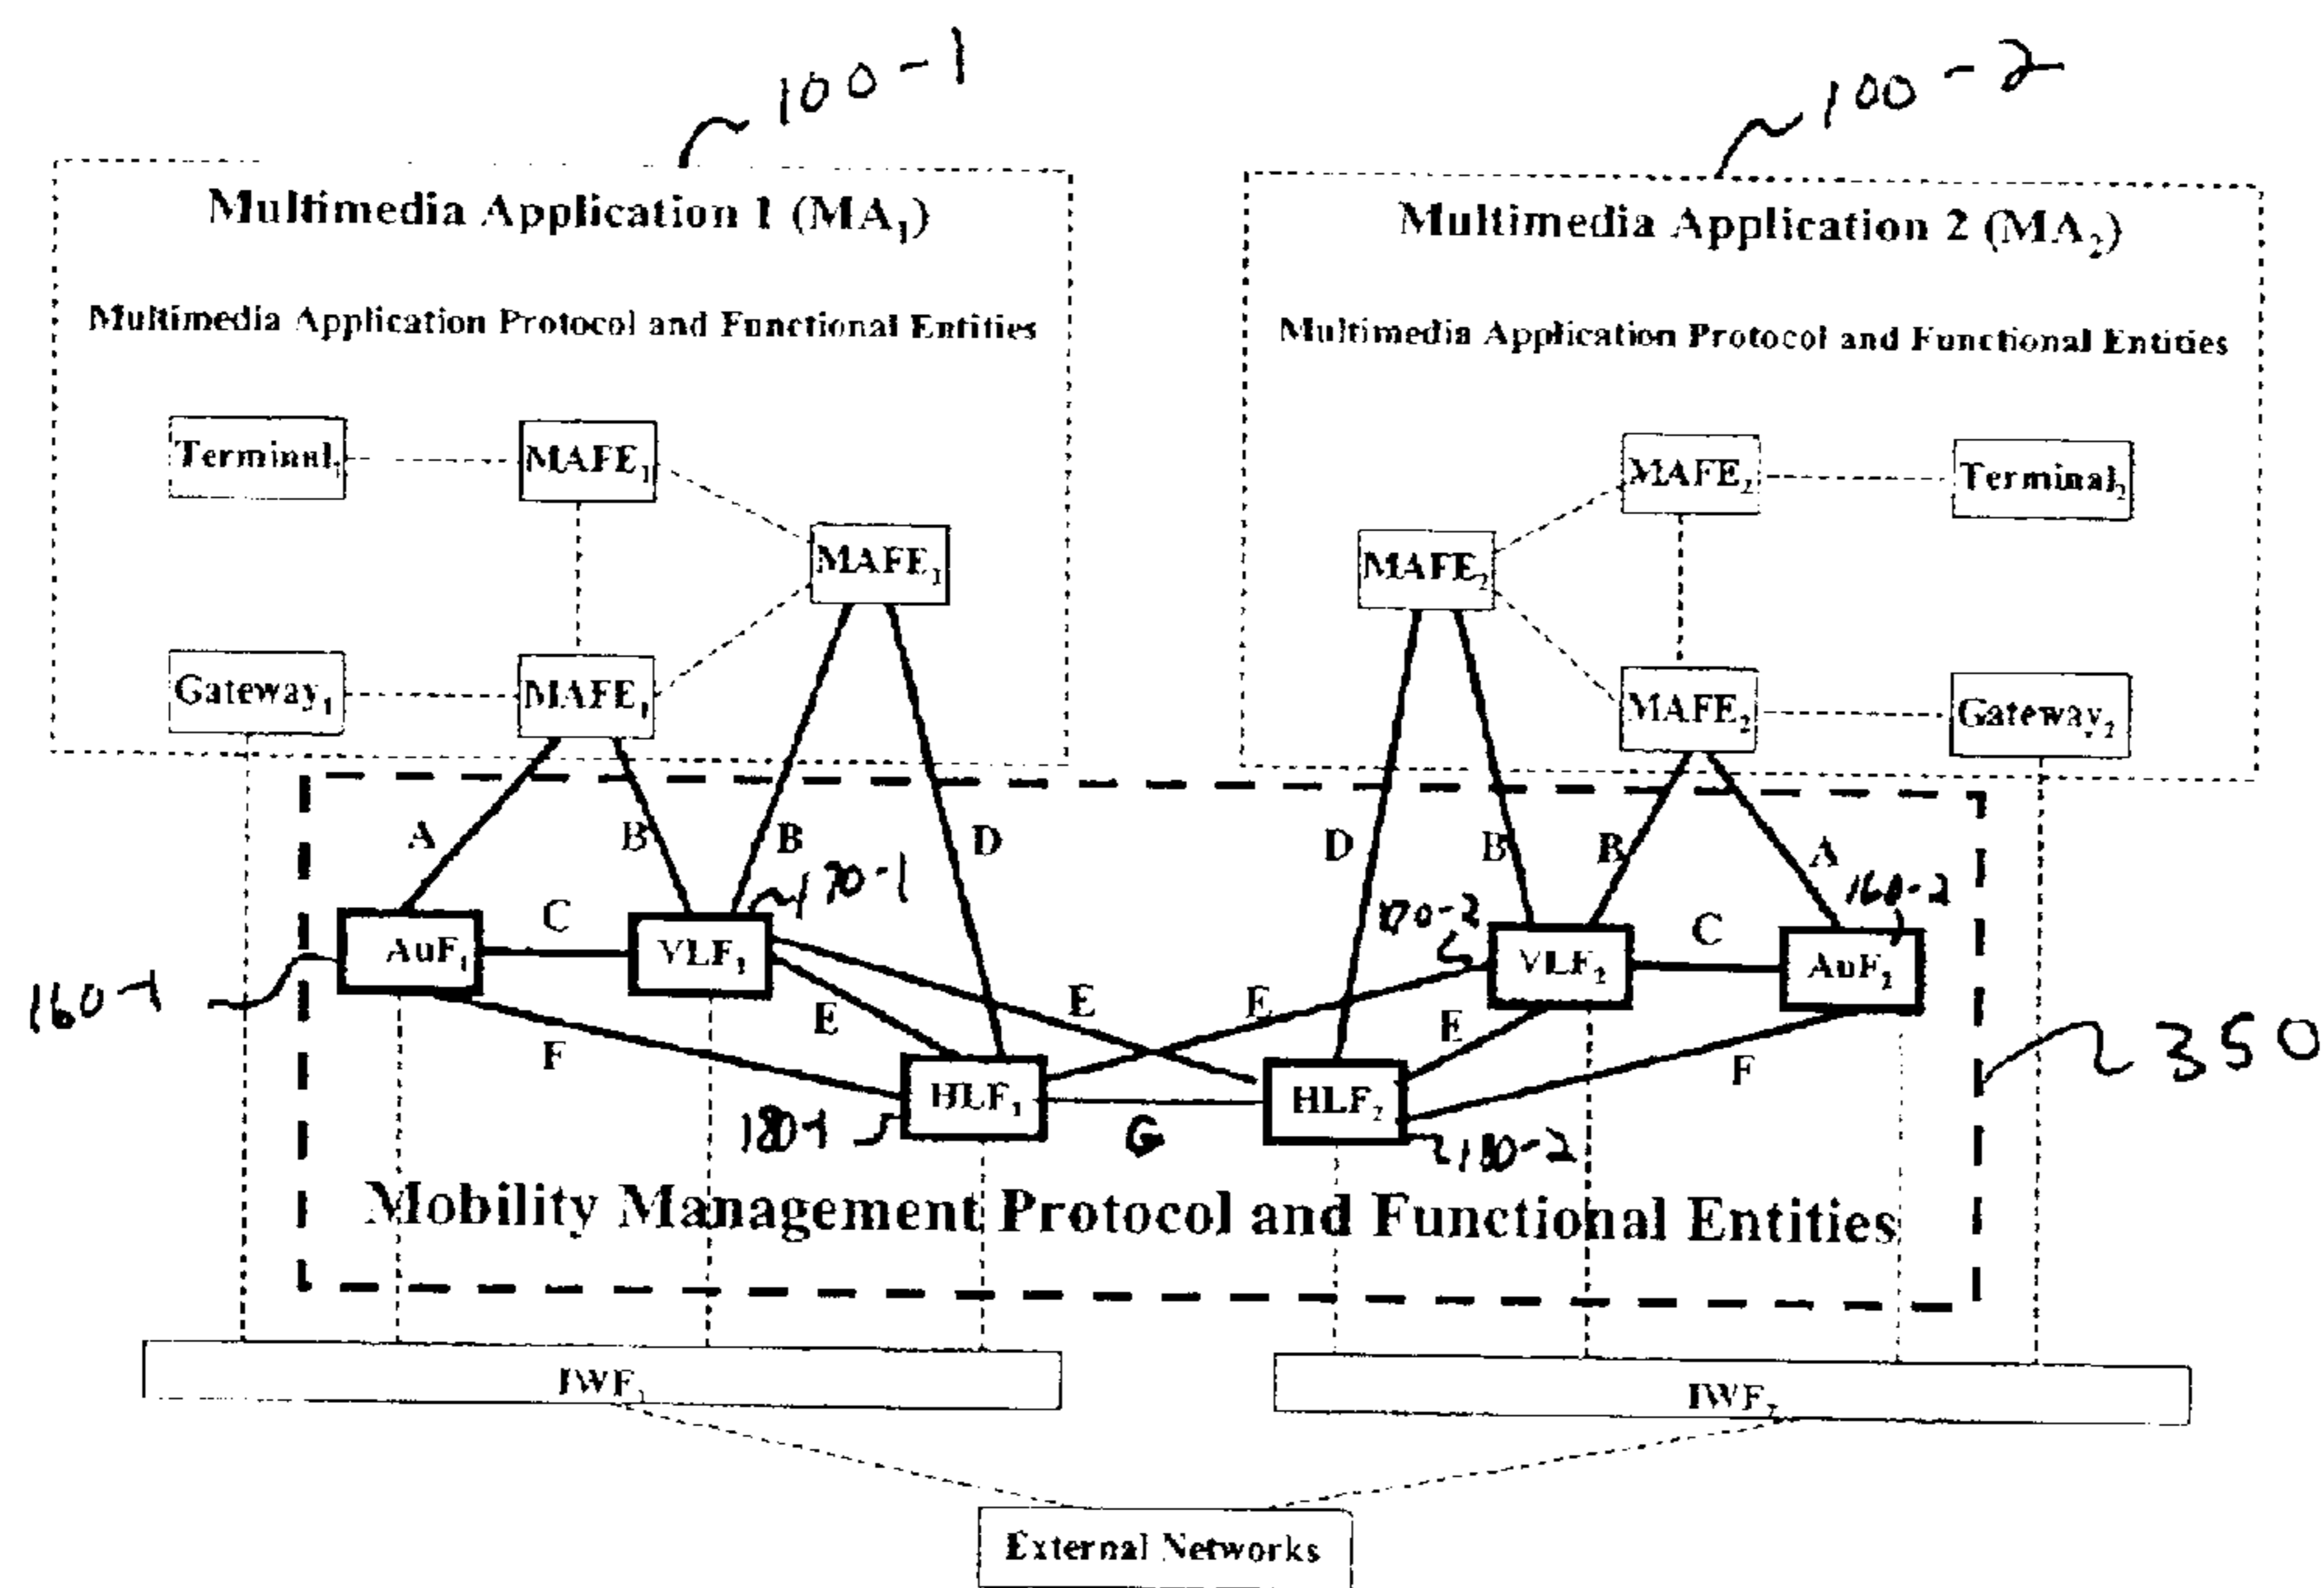 100-1
100-2
Multimedia Application 1 (MA₁)
Multimedia Application 2 (MA₂)
Multimedia Application Protocol and Functional Entities
Multimedia Application Protocol and Functional Entities
Terminal₁
MAFE₁
MAFE₂
Terminal₂
MAFE₁
MAFE₂
Gateway₁
MAFE₁
MAFE₂
Gateway₂
A
B
B
D
D
B
B
A
170-1
170-2
160-2
AuF₁
C
VLF₁
VLF₂
C
AuF₂
160-1
E
E
E
E
F
F
350
HLF₁
HLF₂
180-1
G
180-2
Mobility Management Protocol and Functional Entities
IWF₁
IWF₂
External Networks